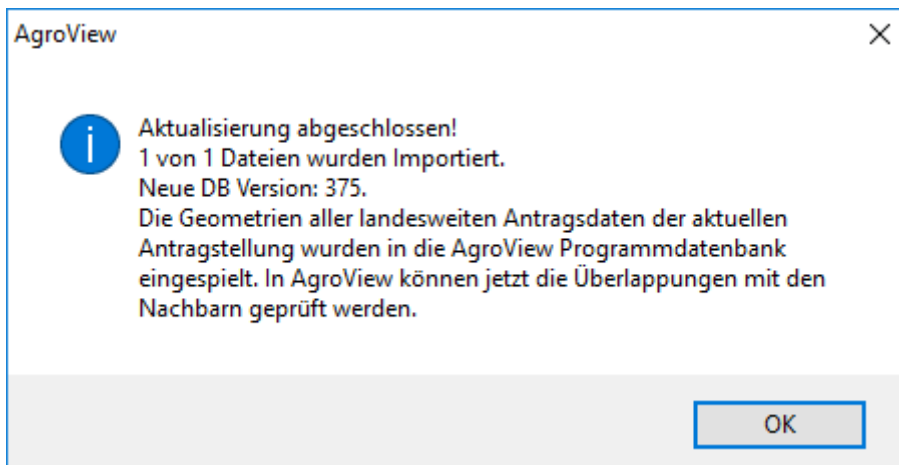 AgroView
Aktualisierung abgeschlossen!
1 von 1 Dateien wurden Importiert.
Neue DB Version: 375.
Die Geometrien aller landesweiten Antragsdaten der aktuellen
Antragstellung wurden in die AgroView Programmdatenbank
eingespielt. In AgroView können jetzt die Überlappungen mit den
Nachbarn geprüft werden.
OK